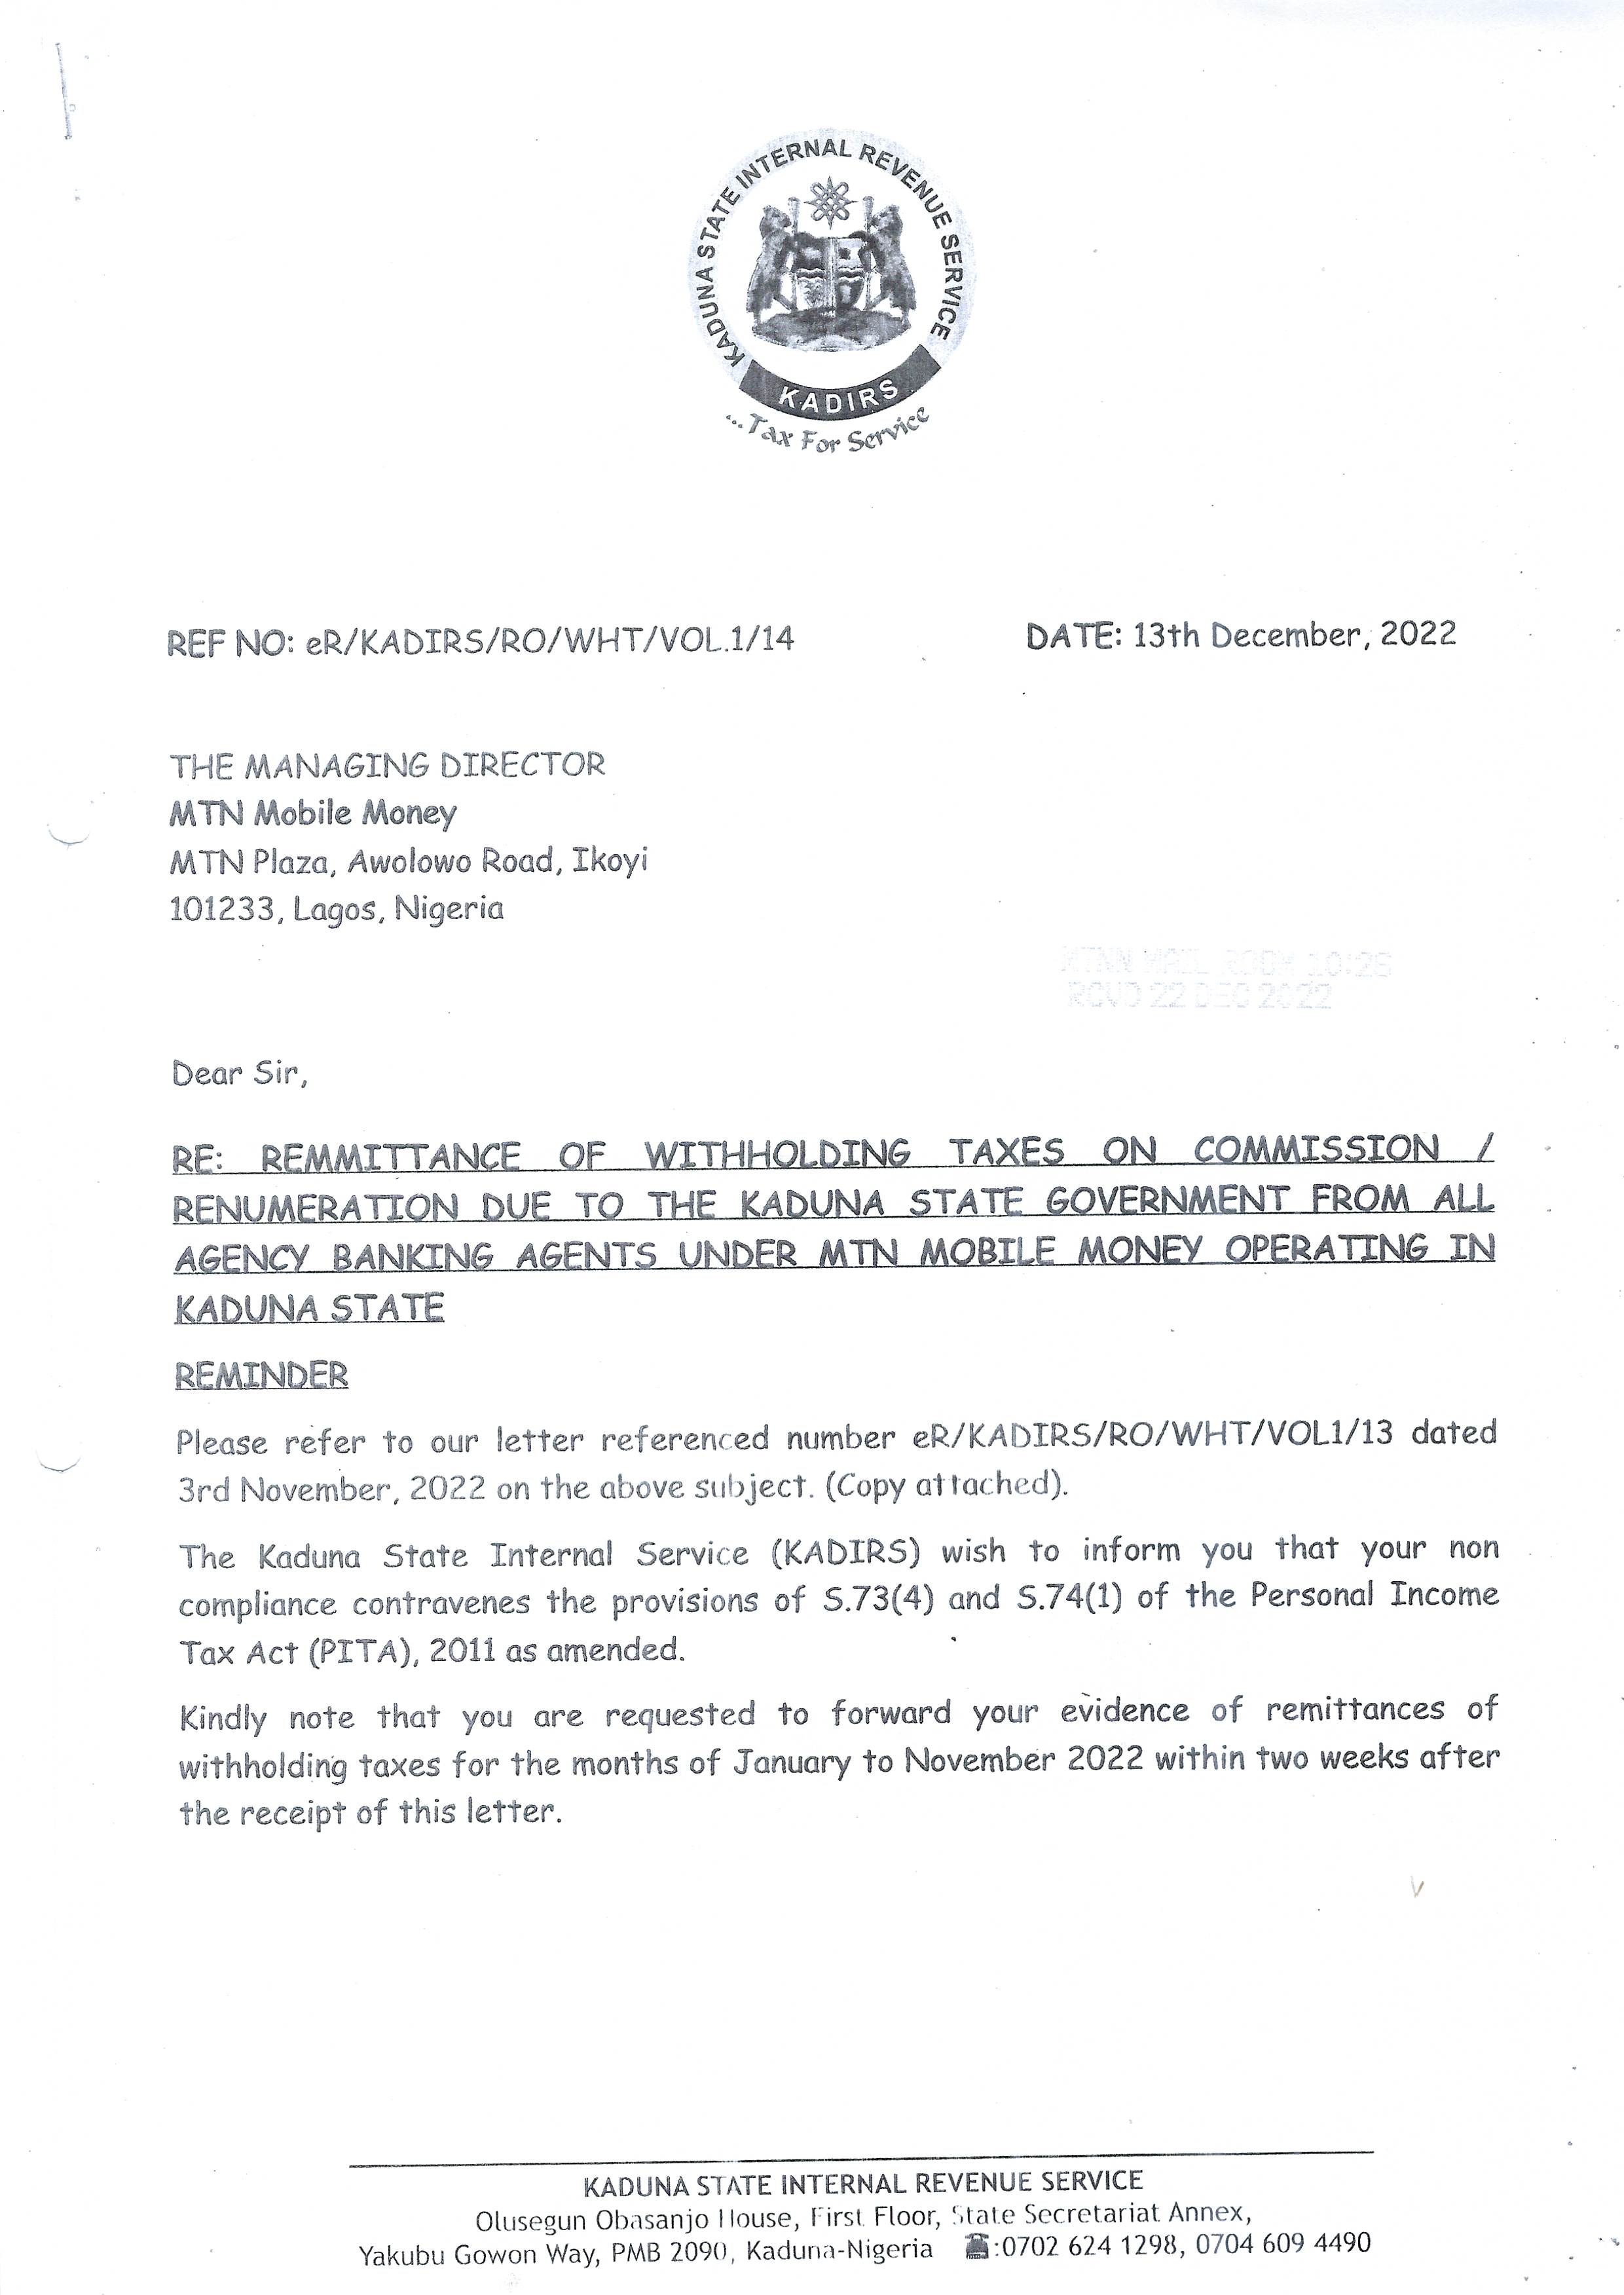 KADUNA STATE INTERNAL REVENUE SERVICE
KADIRS
...Tax For Service
REF NO: eR/KADIRS/RO/WHT/VOL.1/14 DATE: 13th December, 2022
THE MANAGING DIRECTOR
MTN Mobile Money
MTN Plaza, Awolowo Road, Ikoyi
101233, Lagos, Nigeria
MTNN MAIL ROOM 10:26
RCVD 22 DEC 2022
Dear Sir,
RE: REMMITTANCE OF WITHHOLDING TAXES ON COMMISSION /
RENUMERATION DUE TO THE KADUNA STATE GOVERNMENT FROM ALL
AGENCY BANKING AGENTS UNDER MTN MOBILE MONEY OPERATING IN
KADUNA STATE
REMINDER
Please refer to our letter referenced number eR/KADIRS/RO/WHT/VOL1/13 dated
3rd November, 2022 on the above subject. (Copy attached).
The Kaduna State Internal Service (KADIRS) wish to inform you that your non
compliance contravenes the provisions of S.73(4) and S.74(1) of the Personal Income
Tax Act (PITA), 2011 as amended.
Kindly note that you are requested to forward your evidence of remittances of
withholding taxes for the months of January to November 2022 within two weeks after
the receipt of this letter.
KADUNA STATE INTERNAL REVENUE SERVICE
Olusegun Obasanjo House, First Floor, State Secretariat Annex,
Yakubu Gowon Way, PMB 2090, Kaduna-Nigeria ☎:0702 624 1298, 0704 609 4490